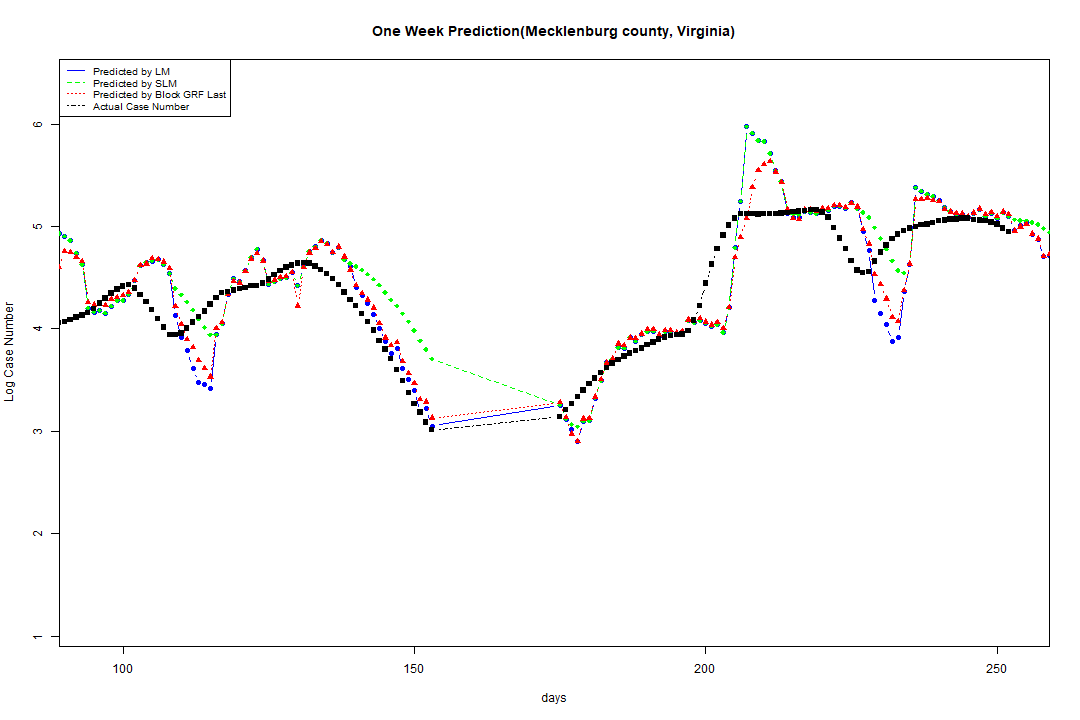 One Week Prediction(Mecklenburg county, Virginia)
Predicted by LM
Predicted by SLM
Predicted by Block GRF Last
Actual Case Number
Log Case Number
6
5
4
3
2
1
100 150 200 250
days